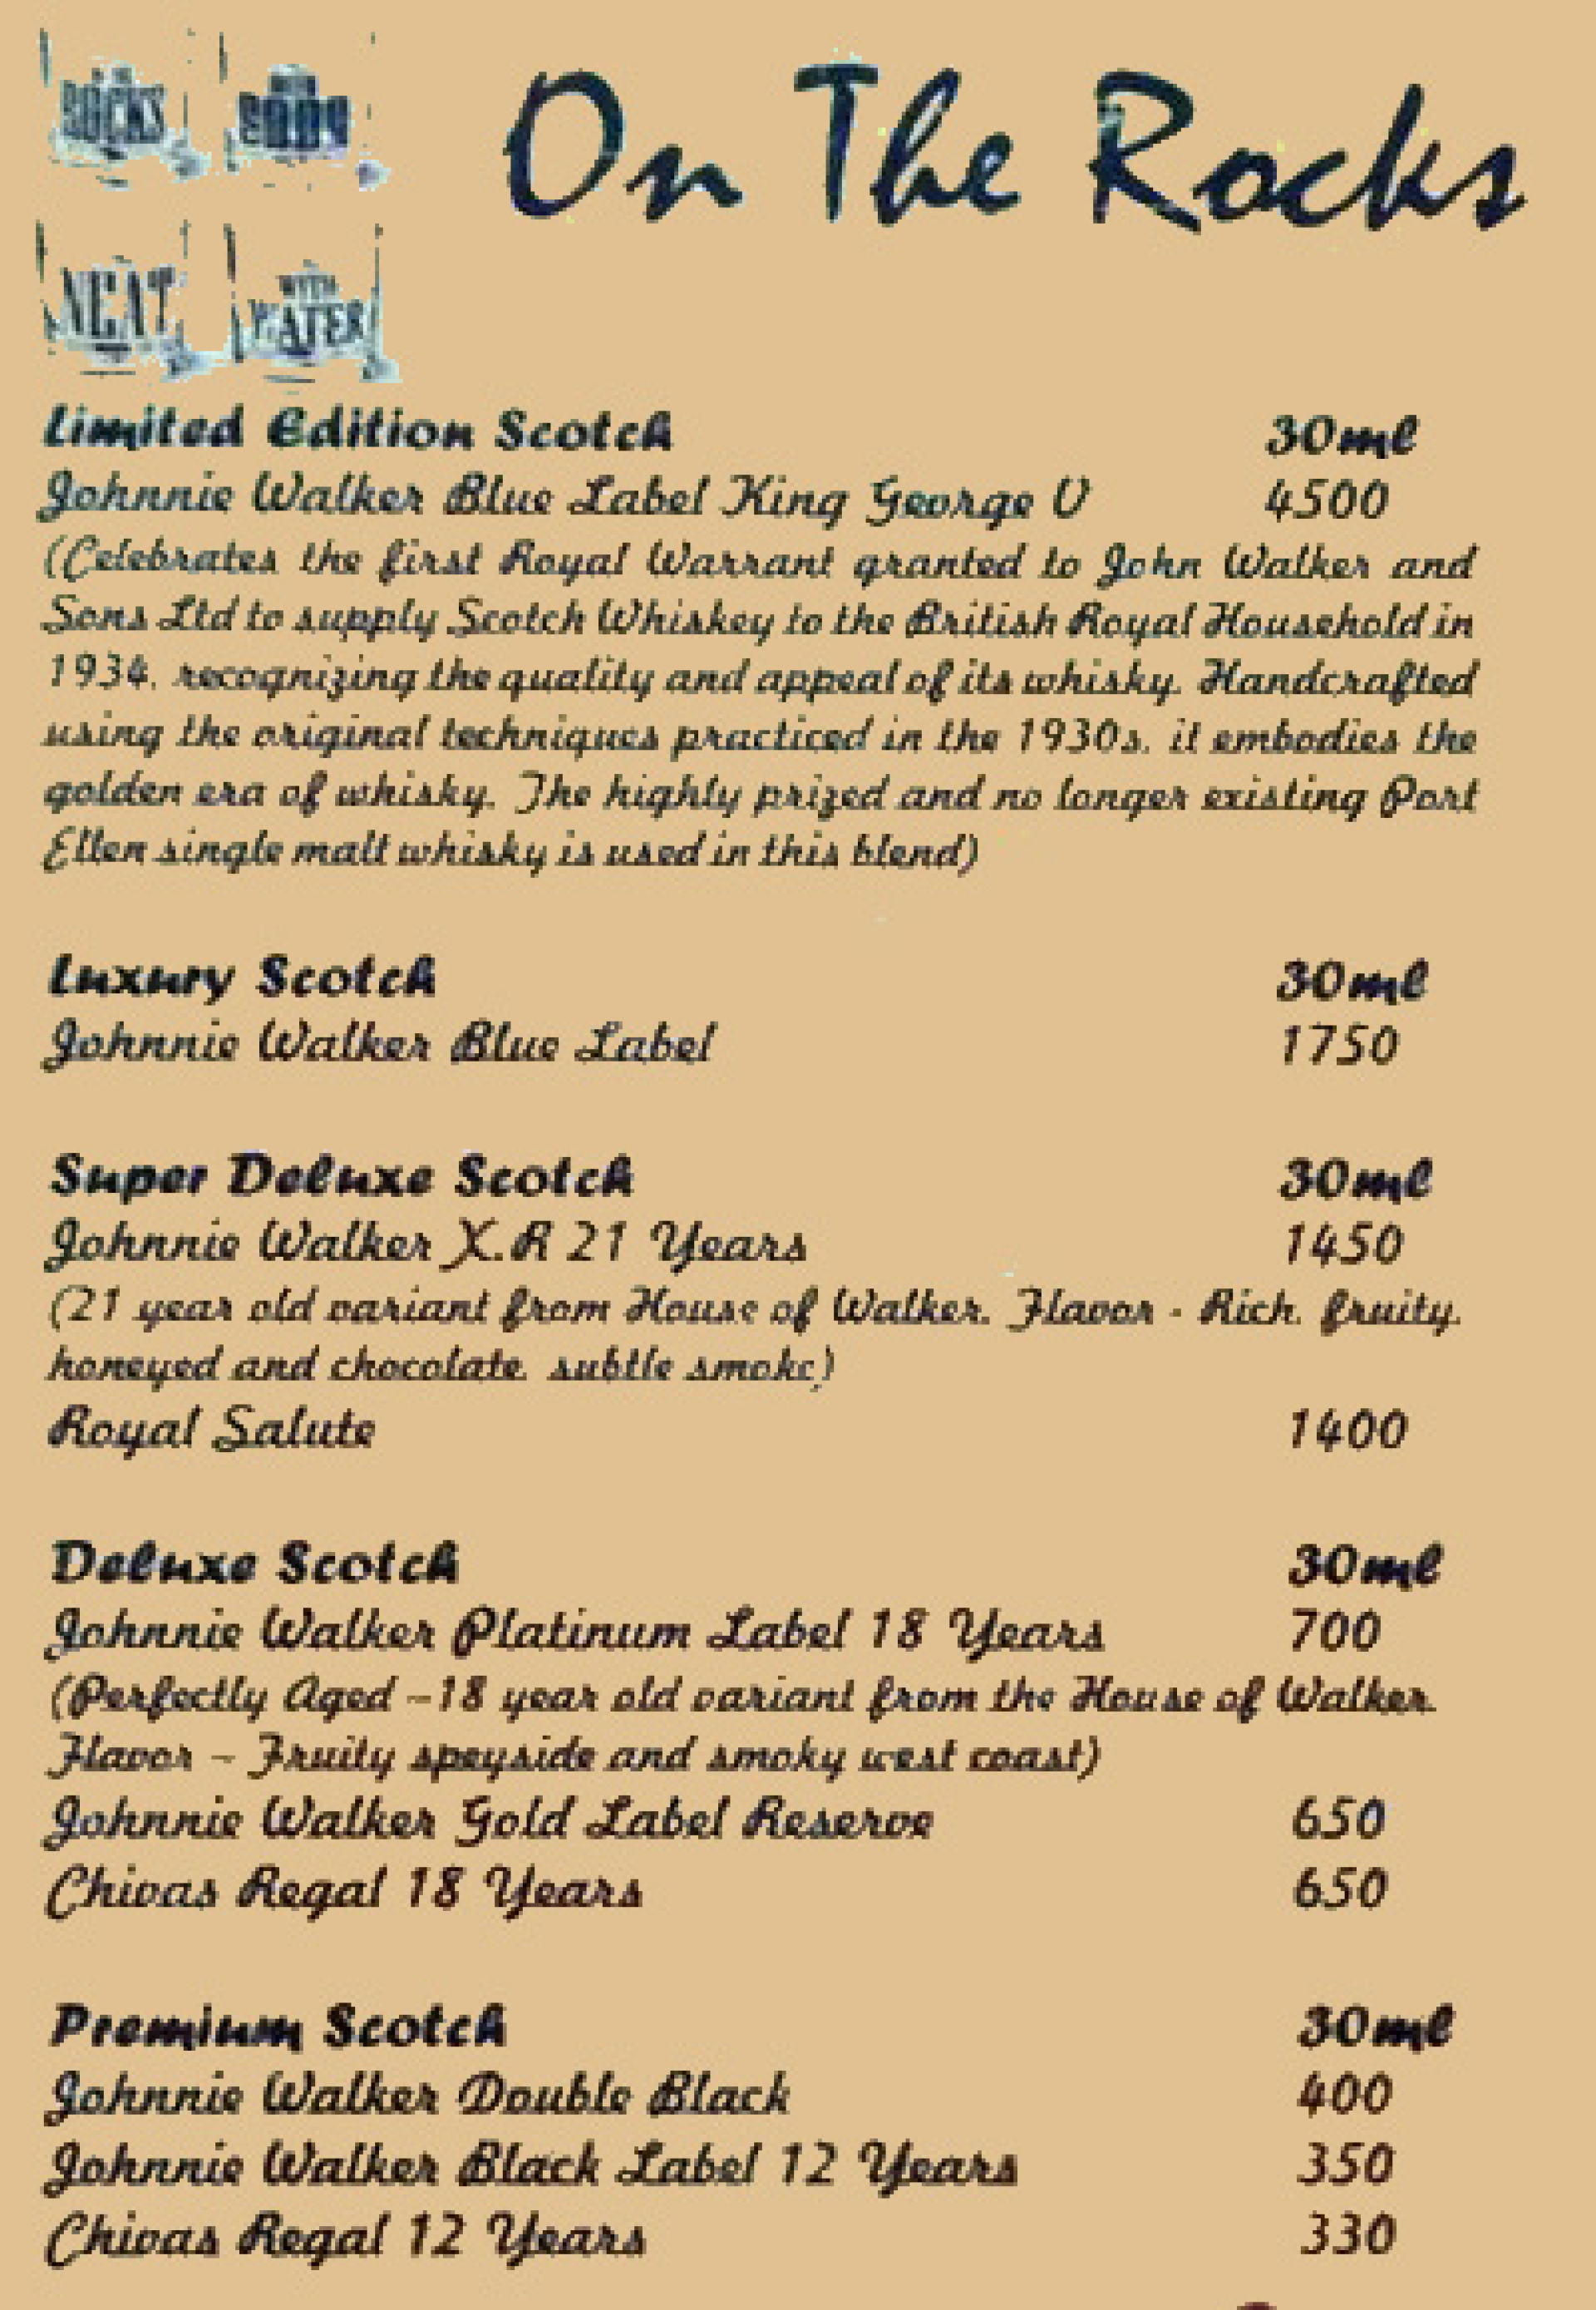 ROCKS
On The Rocks
NEAT
WITH
WATER
Limited Edition Scotch 30ml
Johnnie Walker Blue Label King George V 4500
(Celebrates the first Royal Warrant granted to John Walker and
Sons Ltd to supply Scotch Whiskey to the British Royal Household in
1934, recognizing the quality and appeal of its whisky. Handcrafted
using the original techniques practiced in the 1930s, it embodies the
golden era of whisky. The highly prized and no longer existing Port
Ellen single malt whisky is used in this blend)
Luxury Scotch 30ml
Johnnie Walker Blue Label 1750
Super Deluxe Scotch 30ml
Johnnie Walker X.R 21 Years 1450
(21 year old variant from House of Walker. Flavor - Rich, fruity,
honeyed and chocolate, subtle smoke)
Royal Salute 1400
Deluxe Scotch 30ml
Johnnie Walker Platinum Label 18 Years 700
(Perfectly Aged –18 year old variant from the House of Walker.
Flavor – Fruity speyside and smoky west coast)
Johnnie Walker Gold Label Reserve 650
Chivas Regal 18 Years 650
Premium Scotch 30ml
Johnnie Walker Double Black 400
Johnnie Walker Black Label 12 Years 350
Chivas Regal 12 Years 330